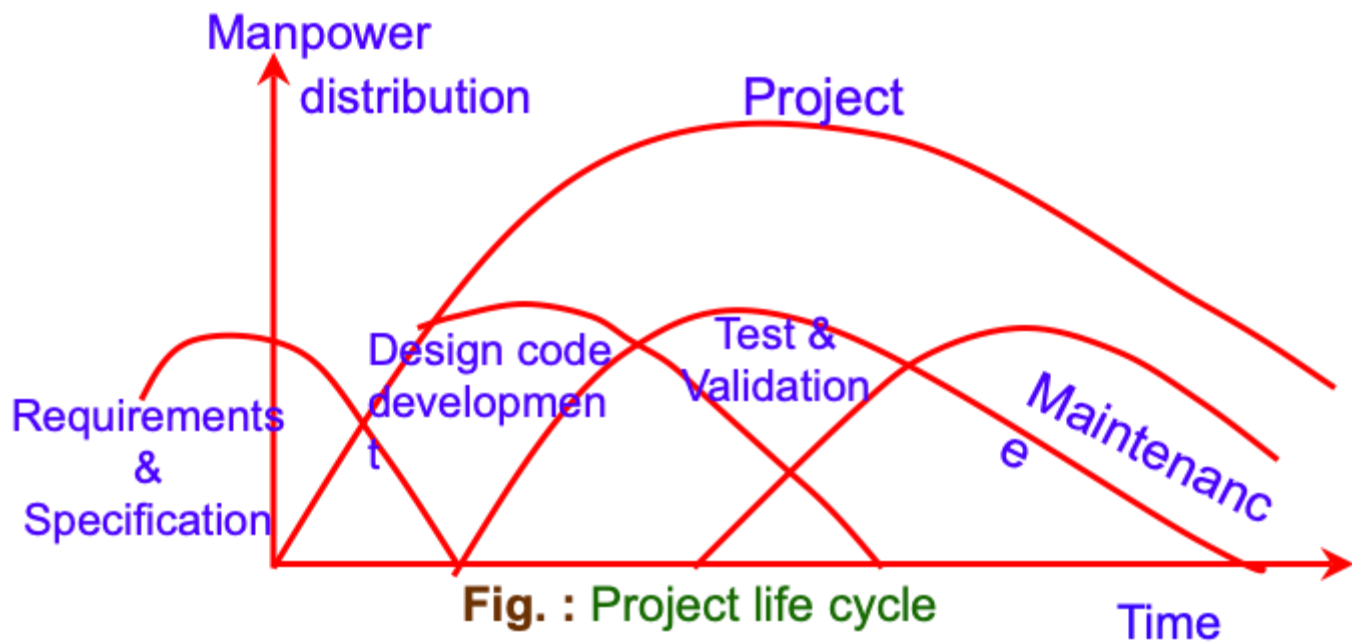 Manpower
distribution
Project
Design code
developmen
t
Test &
Validation
Requirements
&
Specification
Maintenanc
e
Fig. : Project life cycle
Time